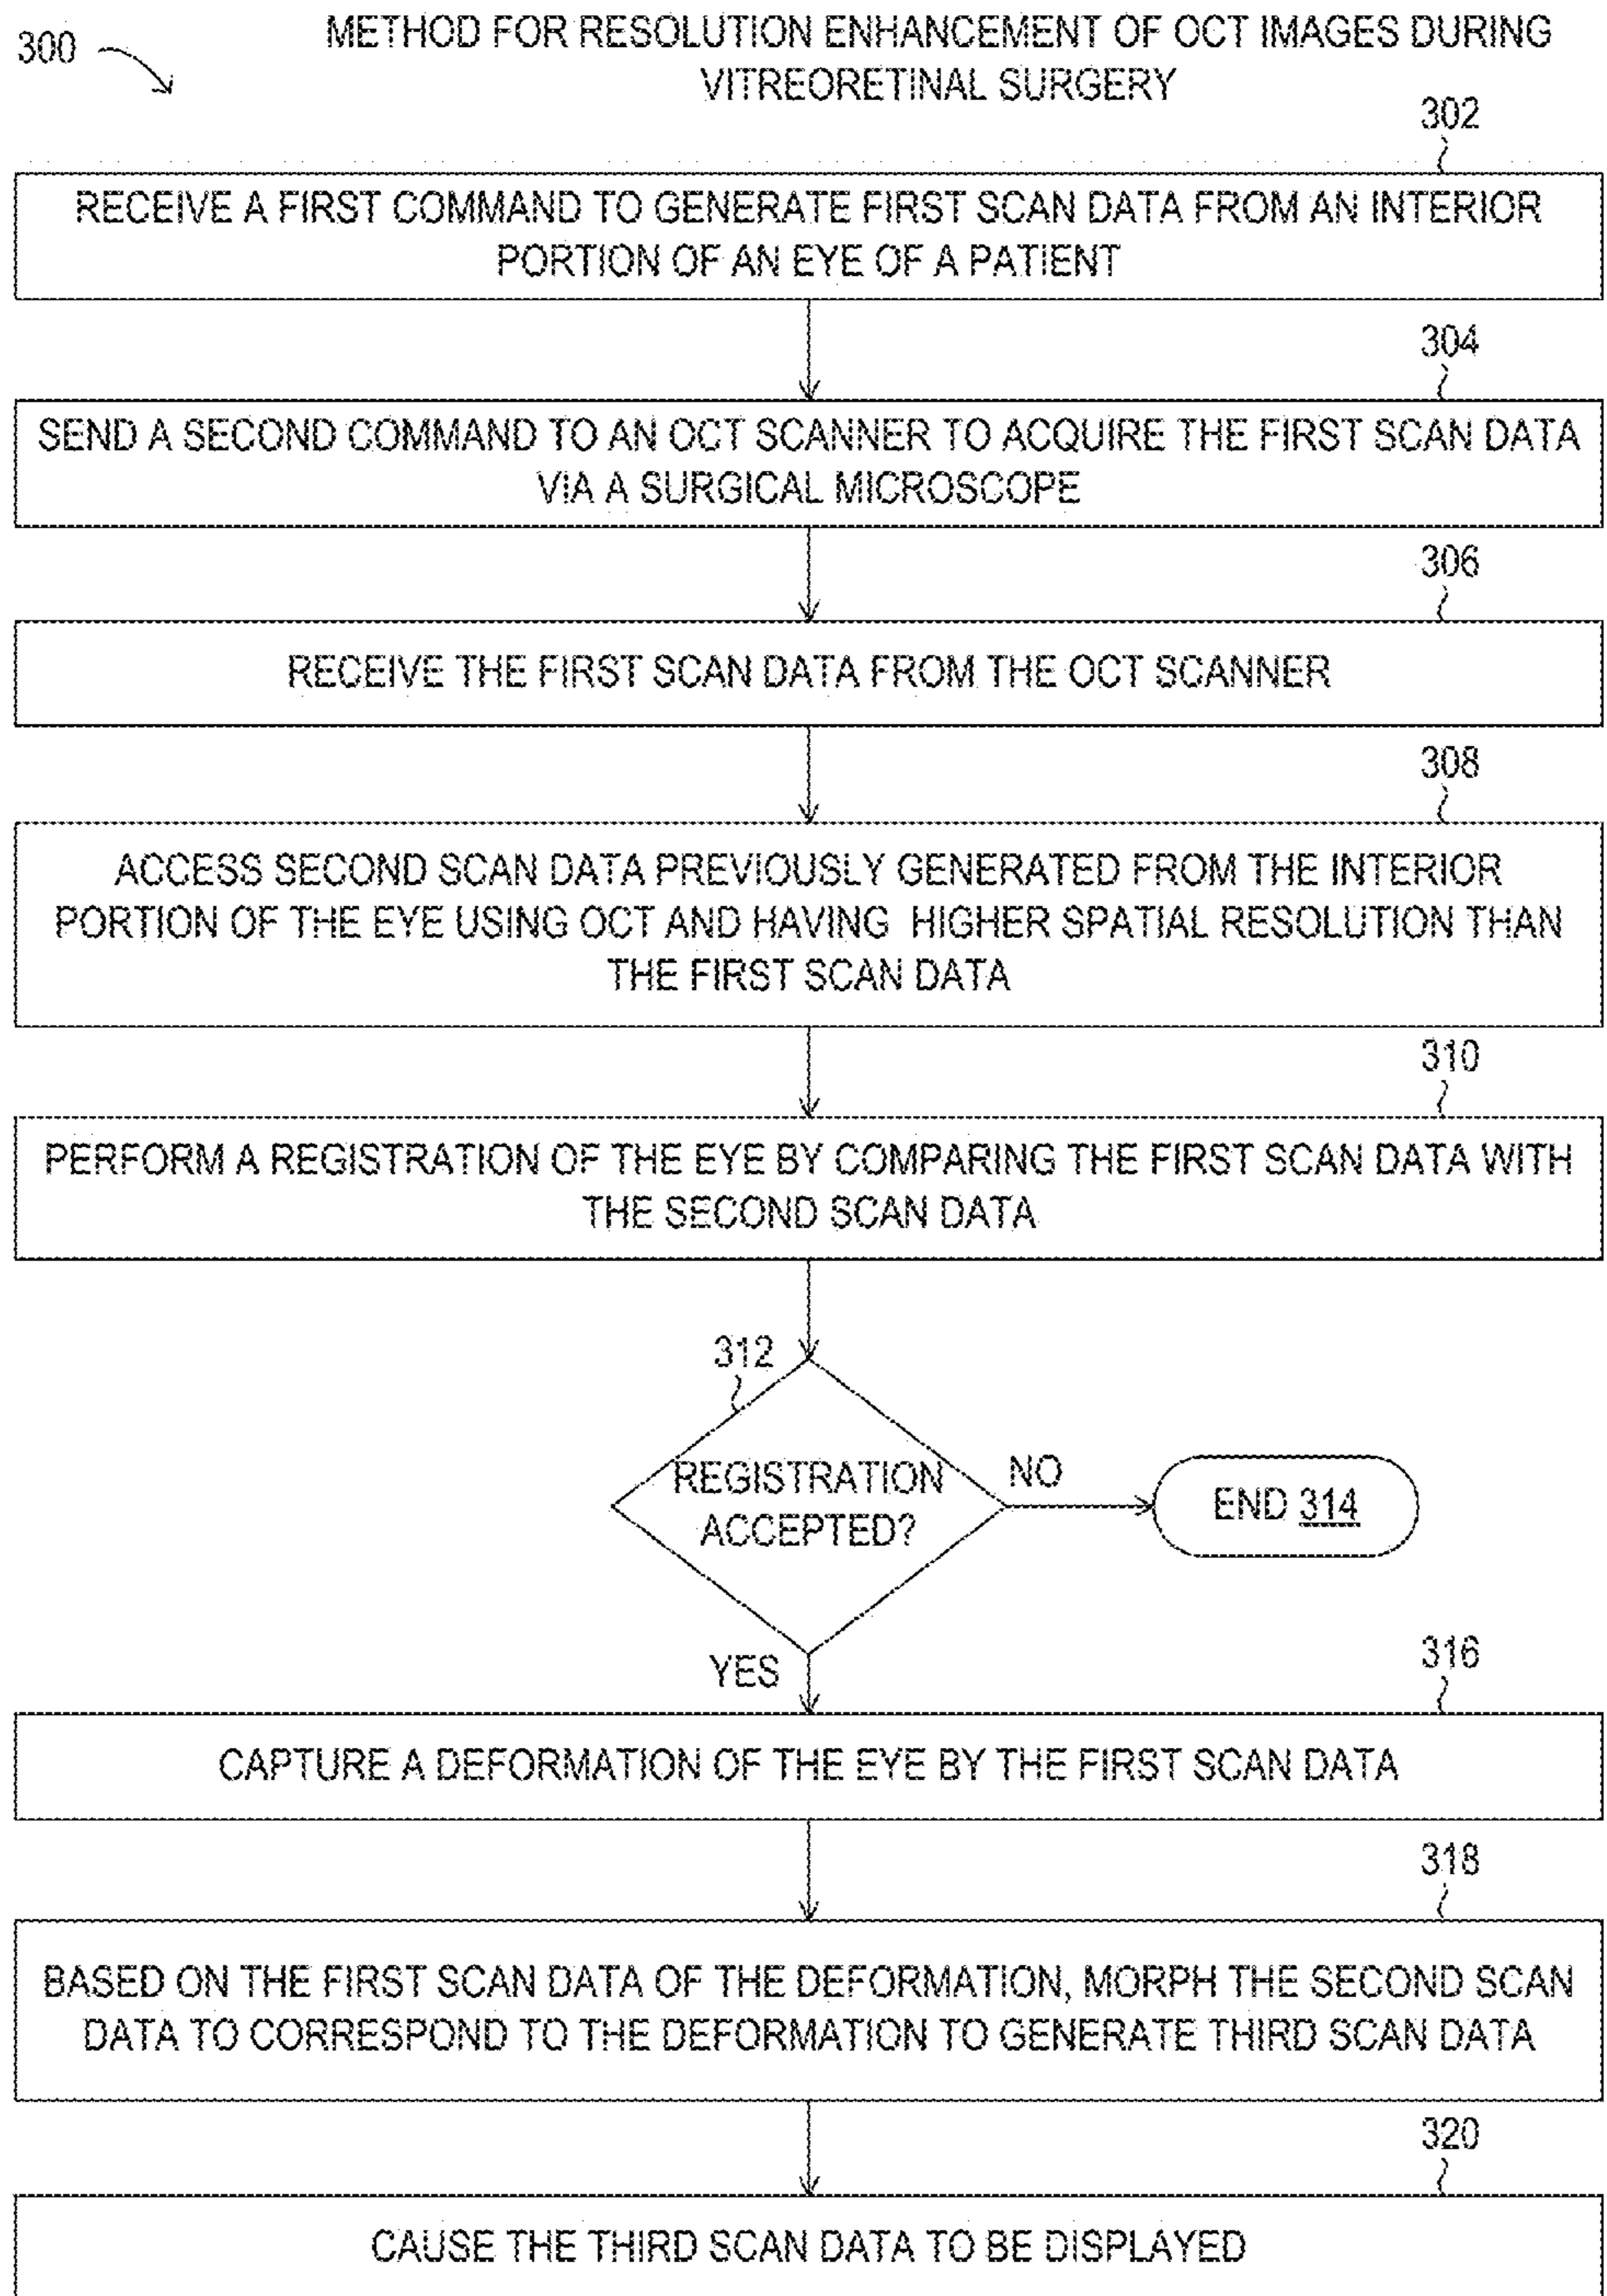 300
METHOD FOR RESOLUTION ENHANCEMENT OF OCT IMAGES DURING
VITREORETINAL SURGERY
302
RECEIVE A FIRST COMMAND TO GENERATE FIRST SCAN DATA FROM AN INTERIOR
PORTION OF AN EYE OF A PATIENT
304
SEND A SECOND COMMAND TO AN OCT SCANNER TO ACQUIRE THE FIRST SCAN DATA
VIA A SURGICAL MICROSCOPE
306
RECEIVE THE FIRST SCAN DATA FROM THE OCT SCANNER
308
ACCESS SECOND SCAN DATA PREVIOUSLY GENERATED FROM THE INTERIOR
PORTION OF THE EYE USING OCT AND HAVING HIGHER SPATIAL RESOLUTION THAN
THE FIRST SCAN DATA
310
PERFORM A REGISTRATION OF THE EYE BY COMPARING THE FIRST SCAN DATA WITH
THE SECOND SCAN DATA
312
REGISTRATION
ACCEPTED?
NO
END 314
YES
316
CAPTURE A DEFORMATION OF THE EYE BY THE FIRST SCAN DATA
318
BASED ON THE FIRST SCAN DATA OF THE DEFORMATION, MORPH THE SECOND SCAN
DATA TO CORRESPOND TO THE DEFORMATION TO GENERATE THIRD SCAN DATA
320
CAUSE THE THIRD SCAN DATA TO BE DISPLAYED